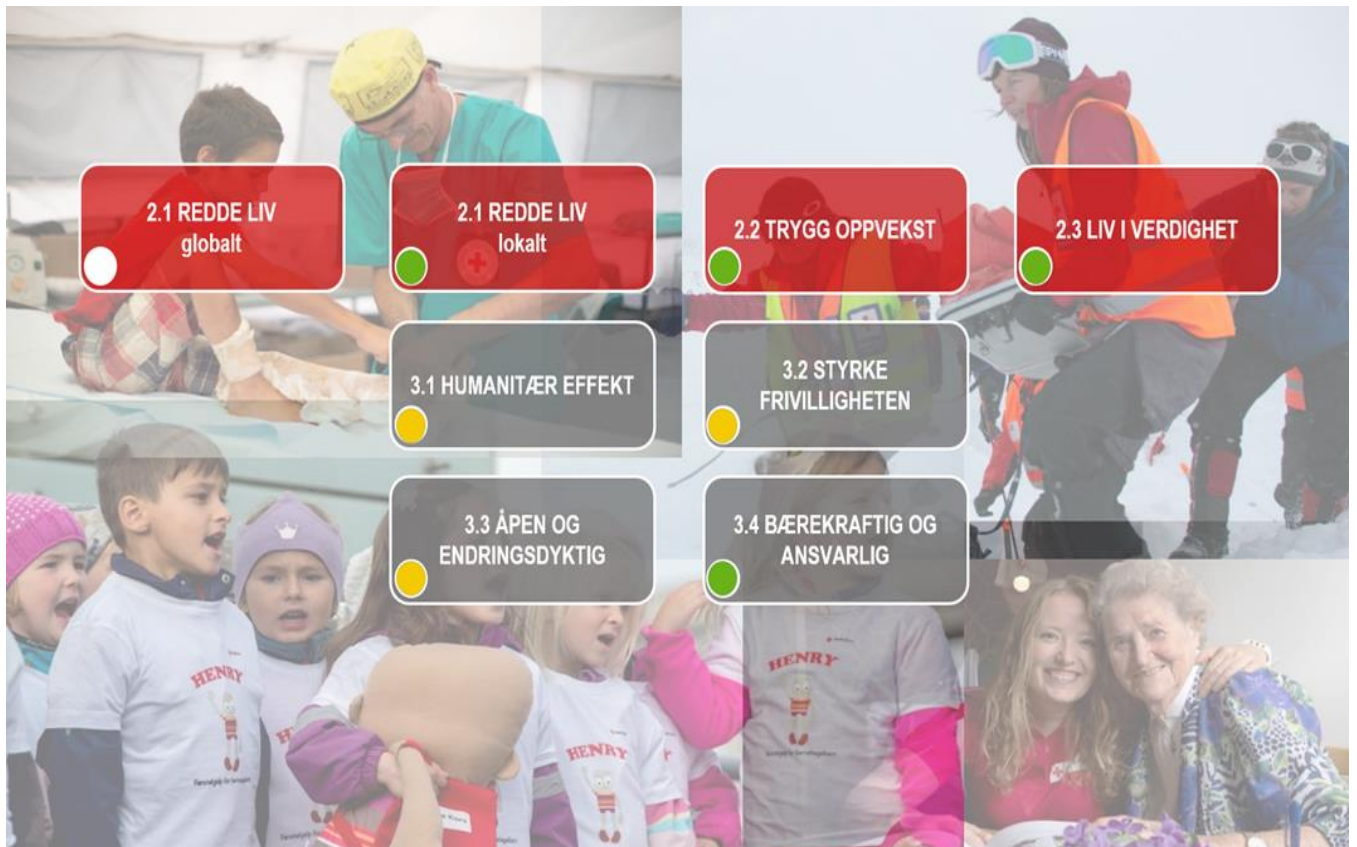 2.1 REDDE LIV
globalt
2.1 REDDE LIV
lokalt
2.2 TRYGG OPPVEKST
2.3 LIV I VERDIGHET
3.1 HUMANITÆR EFFEKT
3.2 STYRKE
FRIVILLIGHETEN
3.3 ÅPEN OG
ENDRINGSDYKTIG
3.4 BÆREKRAFTIG OG
ANSVARLIG
HENRY
HENRY
HENRY